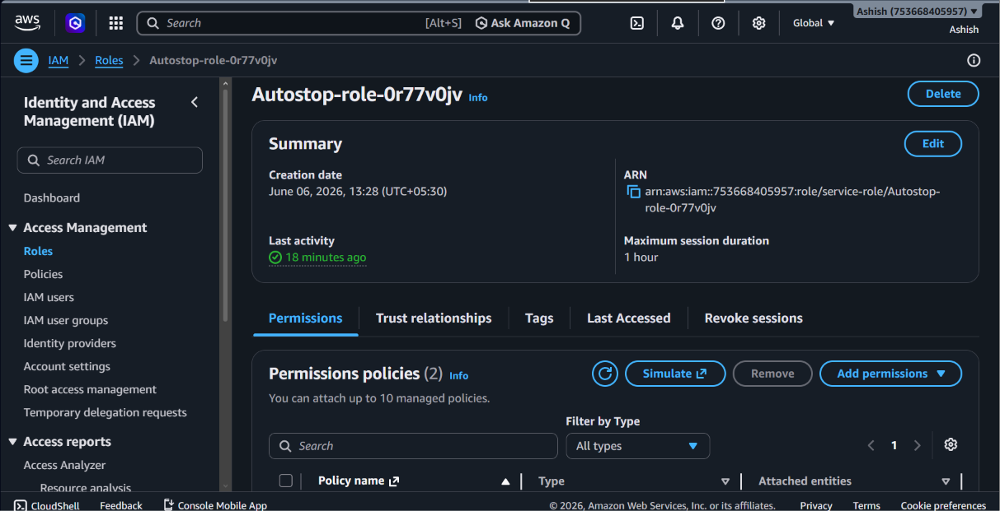 aws
Search [Alt+S] Ask Amazon Q
Global
Ashish (753668405957)
Ashish
IAM
Roles
Autostop-role-0r77v0jv
Identity and Access
Management (IAM)
Search IAM
Dashboard
Access Management
Roles
Policies
IAM users
IAM user groups
Identity providers
Account settings
Root access management
Temporary delegation requests
Access reports
Access Analyzer
Resource analysis
Autostop-role-0r77v0jv Info
Delete
Summary
Edit
Creation date
June 06, 2026, 13:28 (UTC+05:30)
ARN
arn:aws:iam::753668405957:role/service-role/Autostop-
role-0r77v0jv
Last activity
18 minutes ago
Maximum session duration
1 hour
Permissions
Trust relationships
Tags
Last Accessed
Revoke sessions
Permissions policies (2) Info
Simulate
Remove
Add permissions
You can attach up to 10 managed policies.
Filter by Type
Search
All types
1
Policy name
Type
Attached entities
CloudShell
Feedback
Console Mobile App
© 2026, Amazon Web Services, Inc. or its affiliates.
Privacy
Terms
Cookie preferences